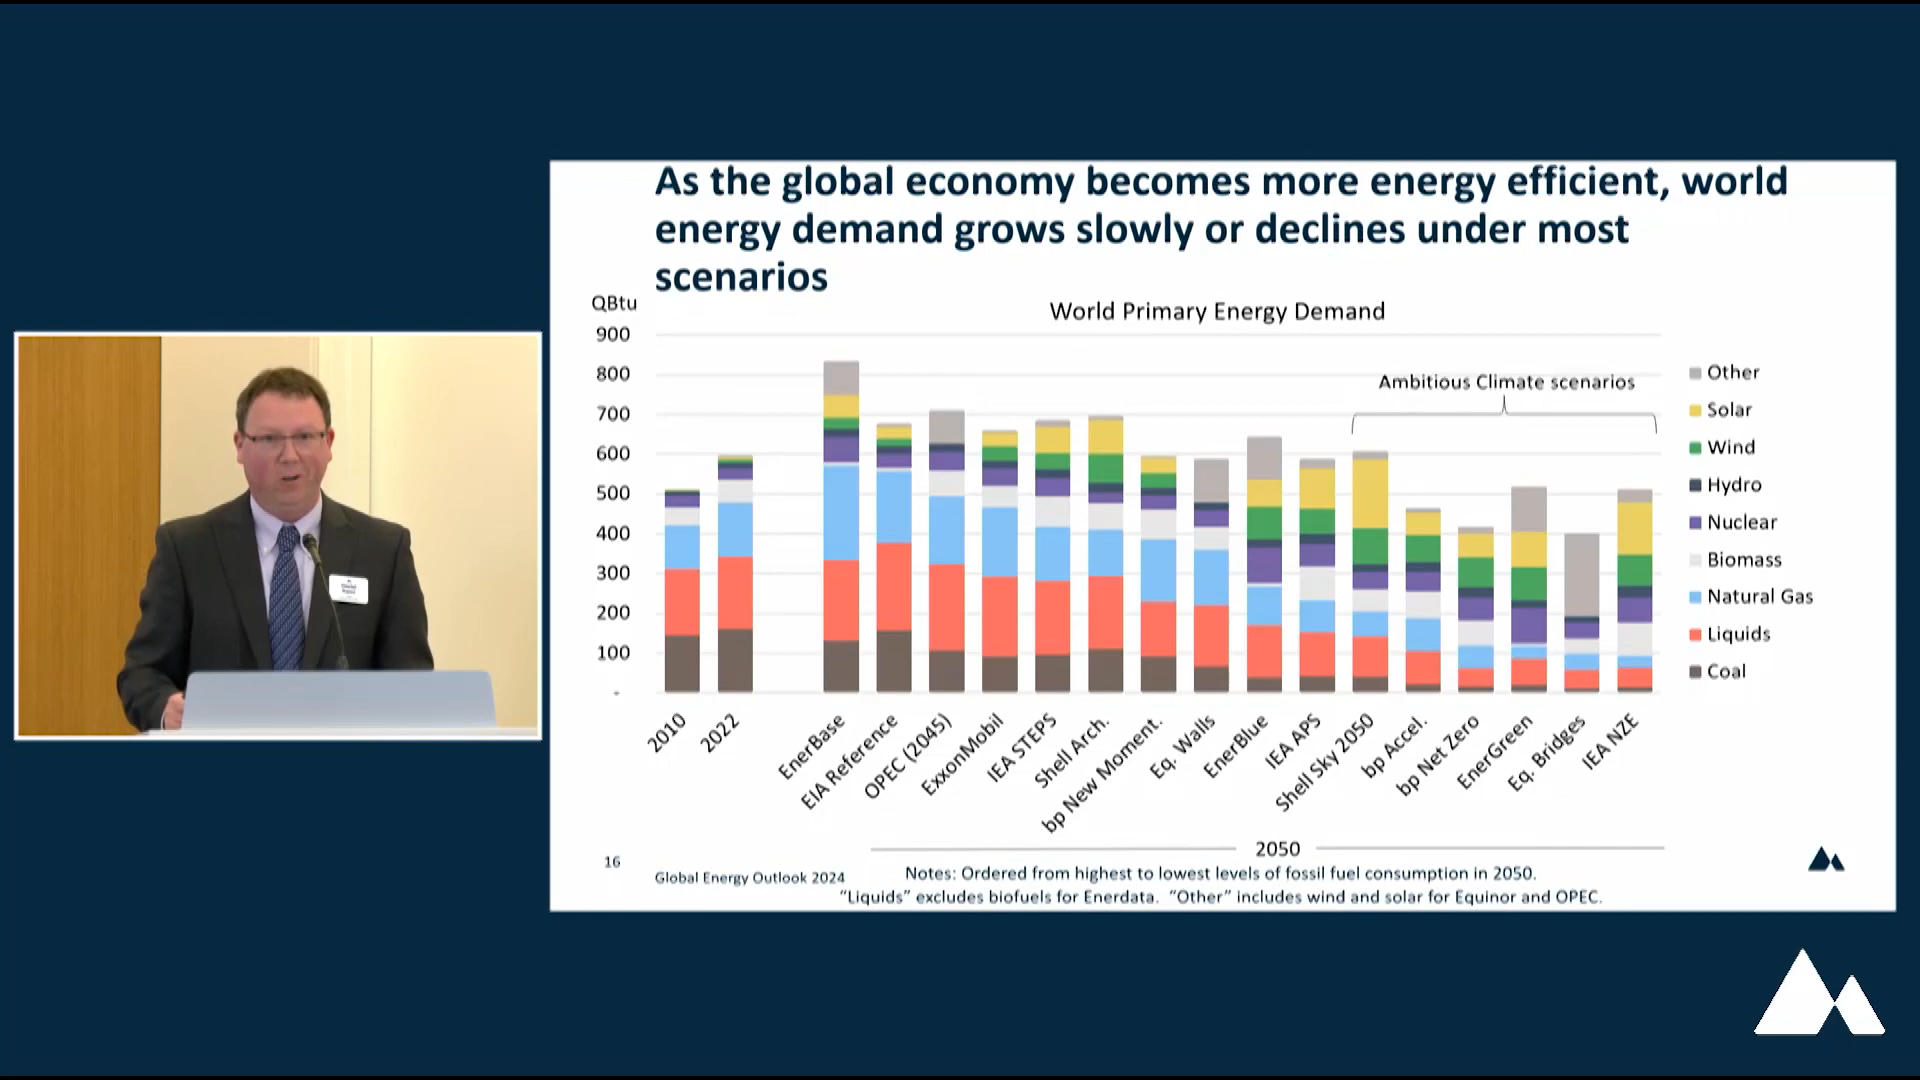 As the global economy becomes more energy efficient, world
energy demand grows slowly or declines under most
scenarios
QBtu
World Primary Energy Demand
900
800
700
600
500
400
300
200
100
-
Ambitious Climate scenarios
Other
Solar
Wind
Hydro
Nuclear
Biomass
Natural Gas
Liquids
Coal
2010
2022
EnerBase
EIA Reference
OPEC (2045)
ExxonMobil
IEA STEPS
Shell Arch.
bp New Moment.
Eq. Walls
EnerBlue
IEA APS
Shell Sky 2050
bp Accel.
bp Net Zero
EnerGreen
Eq. Bridges
IEA NZE
2050
16
Global Energy Outlook 2024
Notes: Ordered from highest to lowest levels of fossil fuel consumption in 2050.
"Liquids" excludes biofuels for Enerdata. "Other" includes wind and solar for Equinor and OPEC.